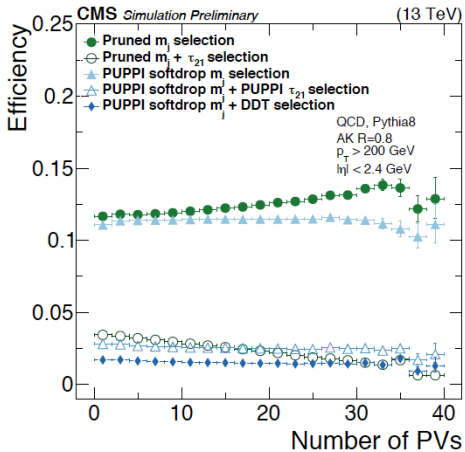 CMS Simulation Preliminary (13 TeV)
Efficiency
0.25
0.2
0.15
0.1
0.05
0
Pruned mj selection
Pruned mj + τ21 selection
PUPPI softdrop mj selection
PUPPI softdrop mj + PUPPI τ21 selection
PUPPI softdrop mj + DDT selection
QCD, Pythia8
AK R=0.8
pT > 200 GeV
|η| < 2.4 GeV
0 10 20 30 40
Number of PVs